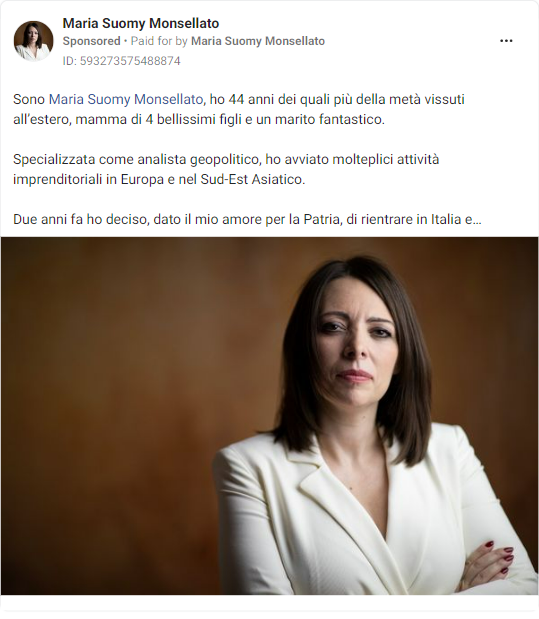 Maria Suomy Monsellato
Sponsored • Paid for by Maria Suomy Monsellato
ID: 593273575488874
Sono Maria Suomy Monsellato, ho 44 anni dei quali più della metà vissuti
all'estero, mamma di 4 bellissimi figli e un marito fantastico.
Specializzata come analista geopolitico, ho avviato molteplici attività
imprenditoriali in Europa e nel Sud-Est Asiatico.
Due anni fa ho deciso, dato il mio amore per la Patria, di rientrare in Italia e…